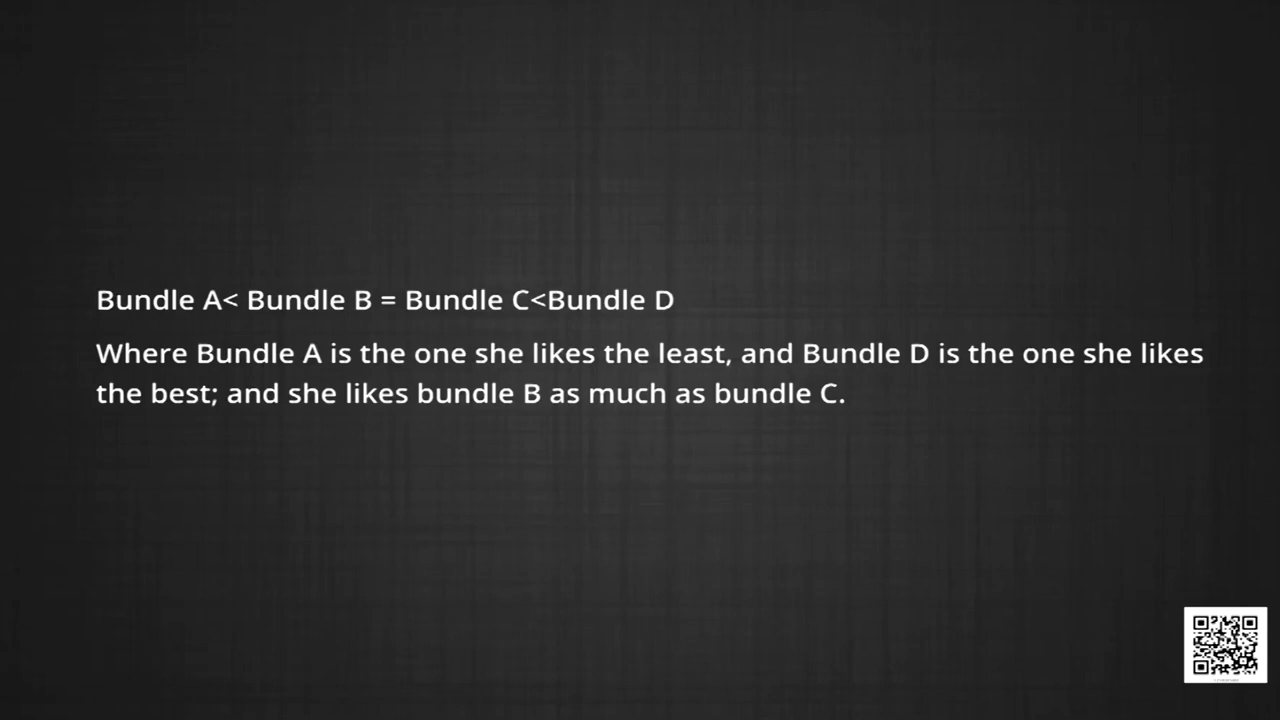 Bundle A< Bundle B = Bundle C<Bundle D
Where Bundle A is the one she likes the least, and Bundle D is the one she likes
the best; and she likes bundle B as much as bundle C.